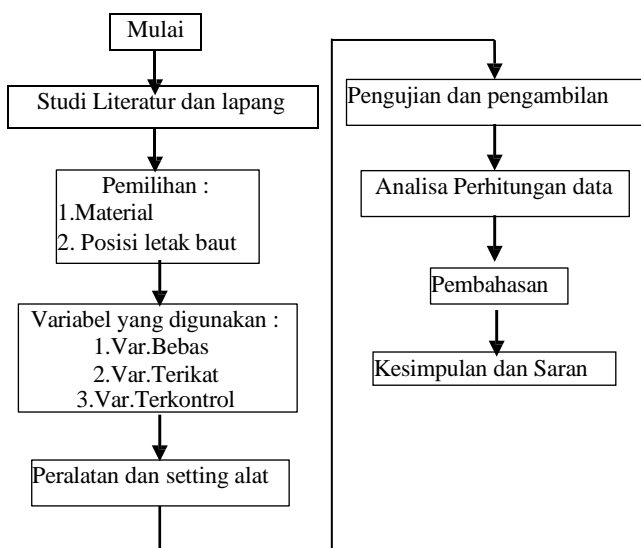 Mulai
Studi Literatur dan lapang
Pemilihan :
1.Material
2. Posisi letak baut
Variabel yang digunakan :
1.Var.Bebas
2.Var.Terikat
3.Var.Terkontrol
Peralatan dan setting alat
Pengujian dan pengambilan
Analisa Perhitungan data
Pembahasan
Kesimpulan dan Saran